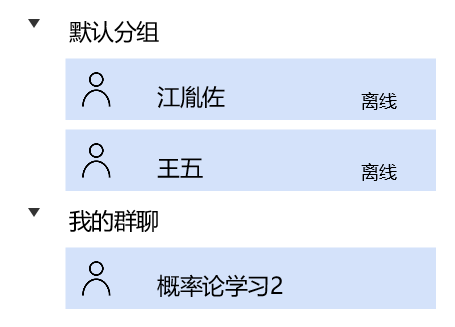 默认分组
江胤佐 离线
王五 离线
我的群聊
概率论学习2